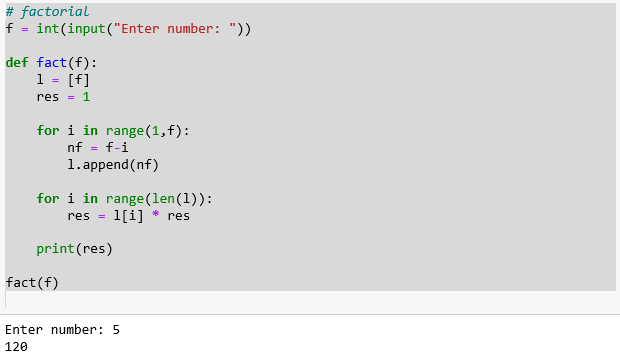 # factorial
f = int(input("Enter number: "))
def fact(f):
    l = [f]
    res = 1
    for i in range(1,f):
        nf = f-i
        l.append(nf)
    for i in range(len(l)):
        res = l[i] * res
    print(res)
fact(f)
Enter number: 5
120